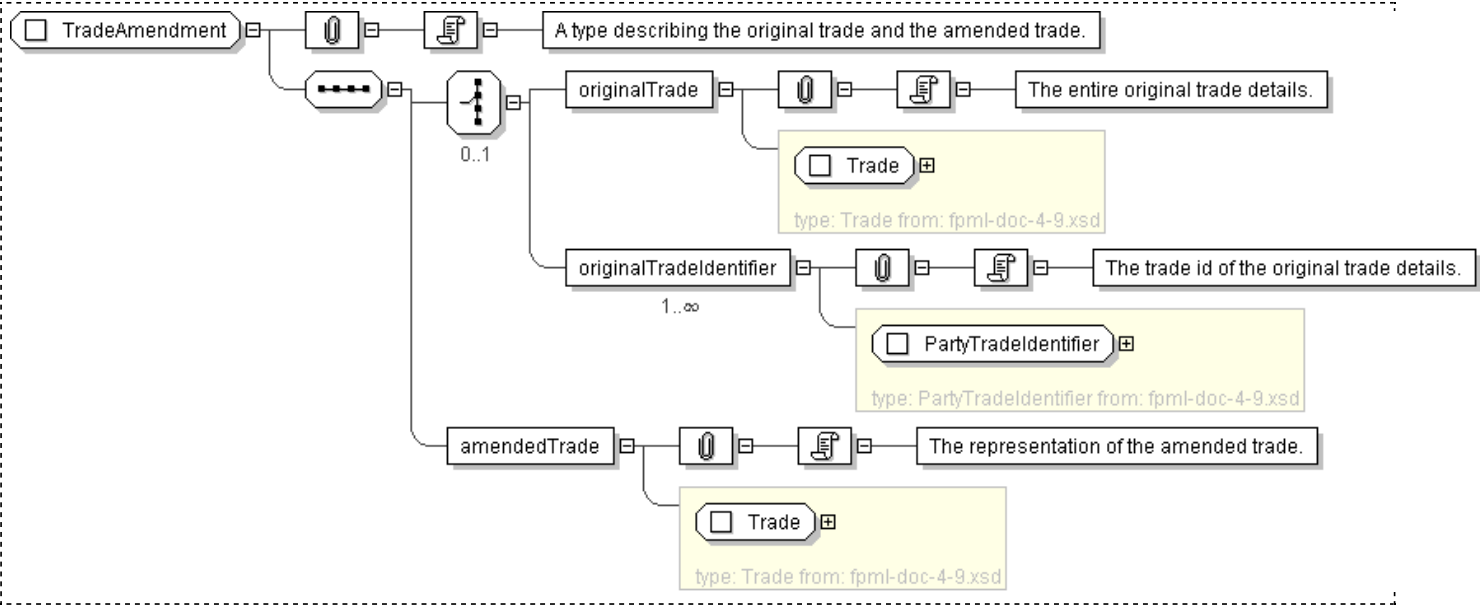 TradeAmendment
A type describing the original trade and the amended trade.
originalTrade
The entire original trade details.
0..1
Trade
type: Trade from: fpml-doc-4-9.xsd
originalTradeIdentifier
The trade id of the original trade details.
1..∞
PartyTradeIdentifier
type: PartyTradeIdentifier from: fpml-doc-4-9.xsd
amendedTrade
The representation of the amended trade.
Trade
type: Trade from: fpml-doc-4-9.xsd